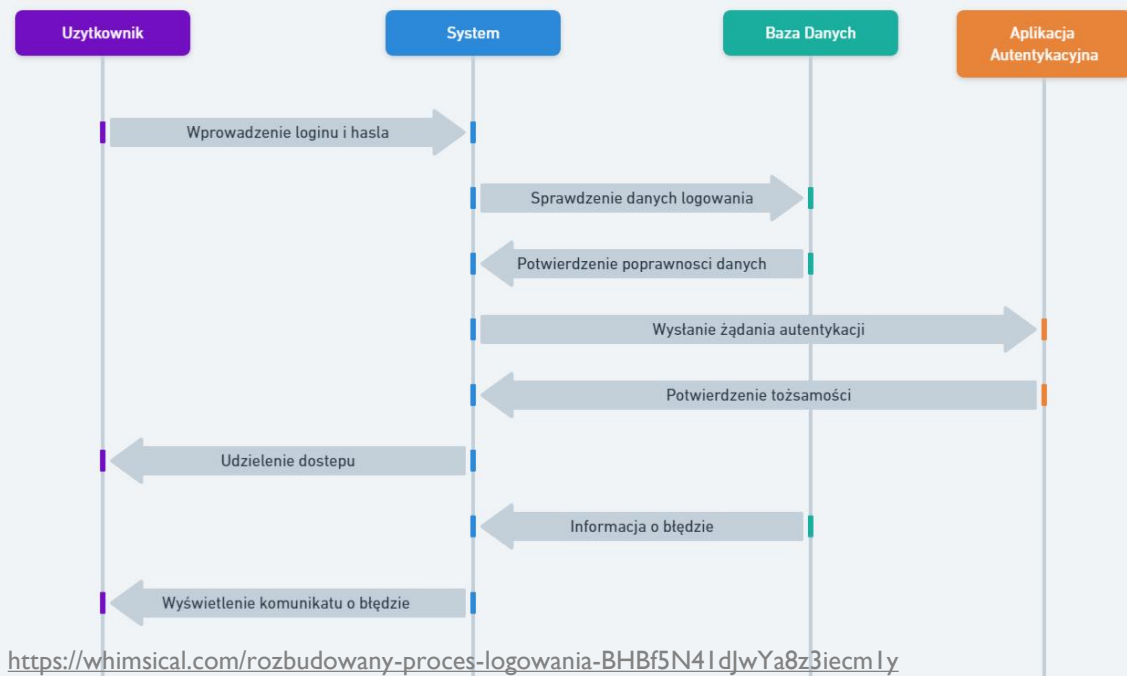 Uzytkownik
System
Baza Danych
Aplikacja
Autentykacyjna
Wprowadzenie loginu i hasla
Sprawdzenie danych logowania
Potwierdzenie poprawnosci danych
Wysłanie żądania autentykacji
Potwierdzenie tożsamości
Udzielenie dostepu
Informacja o błędzie
Wyświetlenie komunikatu o błędzie
https://whimsical.com/rozbudowany-proces-logowania-BHBf5N41dJwYa8z3iecm1y